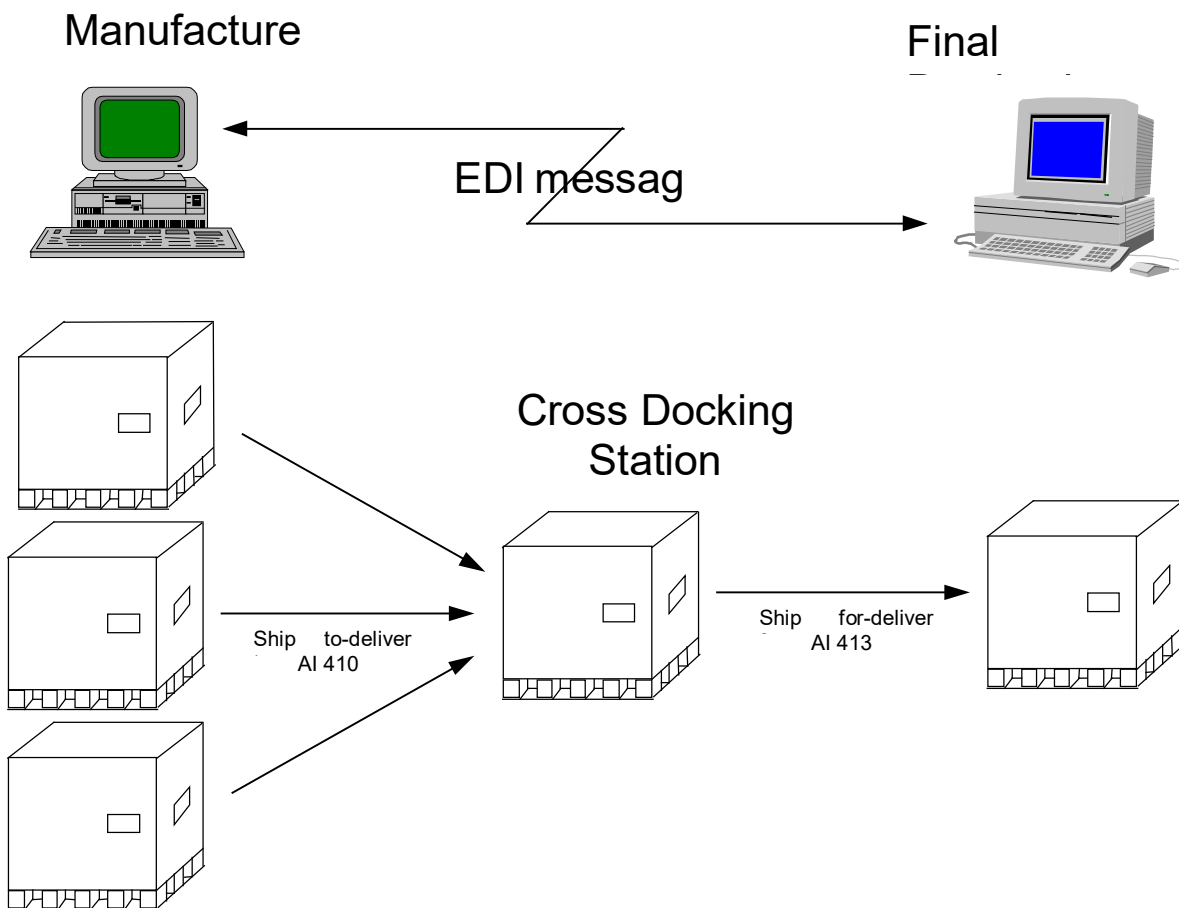 Manufacture
Final
EDI messag
Cross Docking
Station
Ship to-deliver
AI 410
Ship for-deliver
AI 413